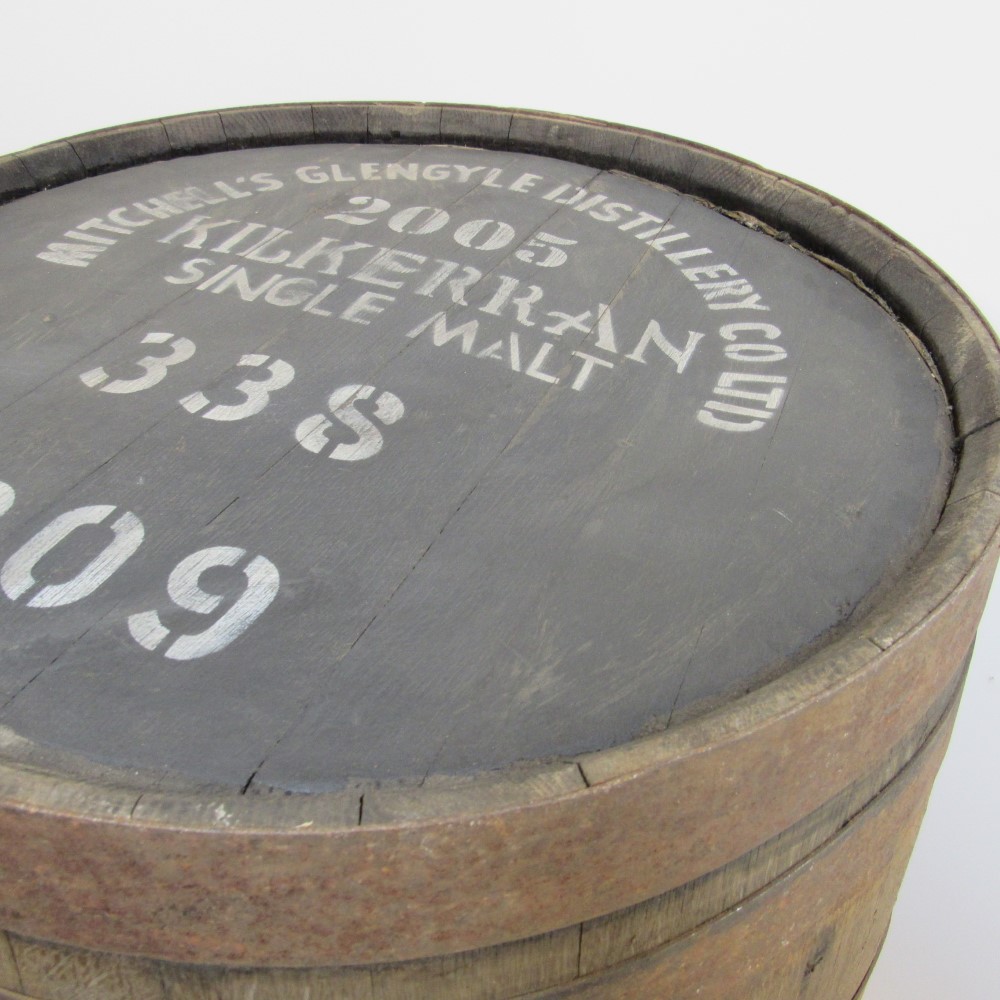 MITCHELL'S GLENGYLE DISTILLERY CO LTD
2005
KILKERRAN
SINGLE MALT
338
09